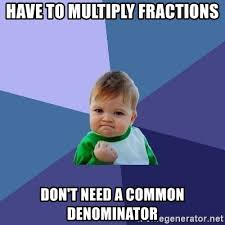 HAVE TO MULTIPLY FRACTIONS
DON'T NEED A COMMON
DENOMINATOR
egenerator.net